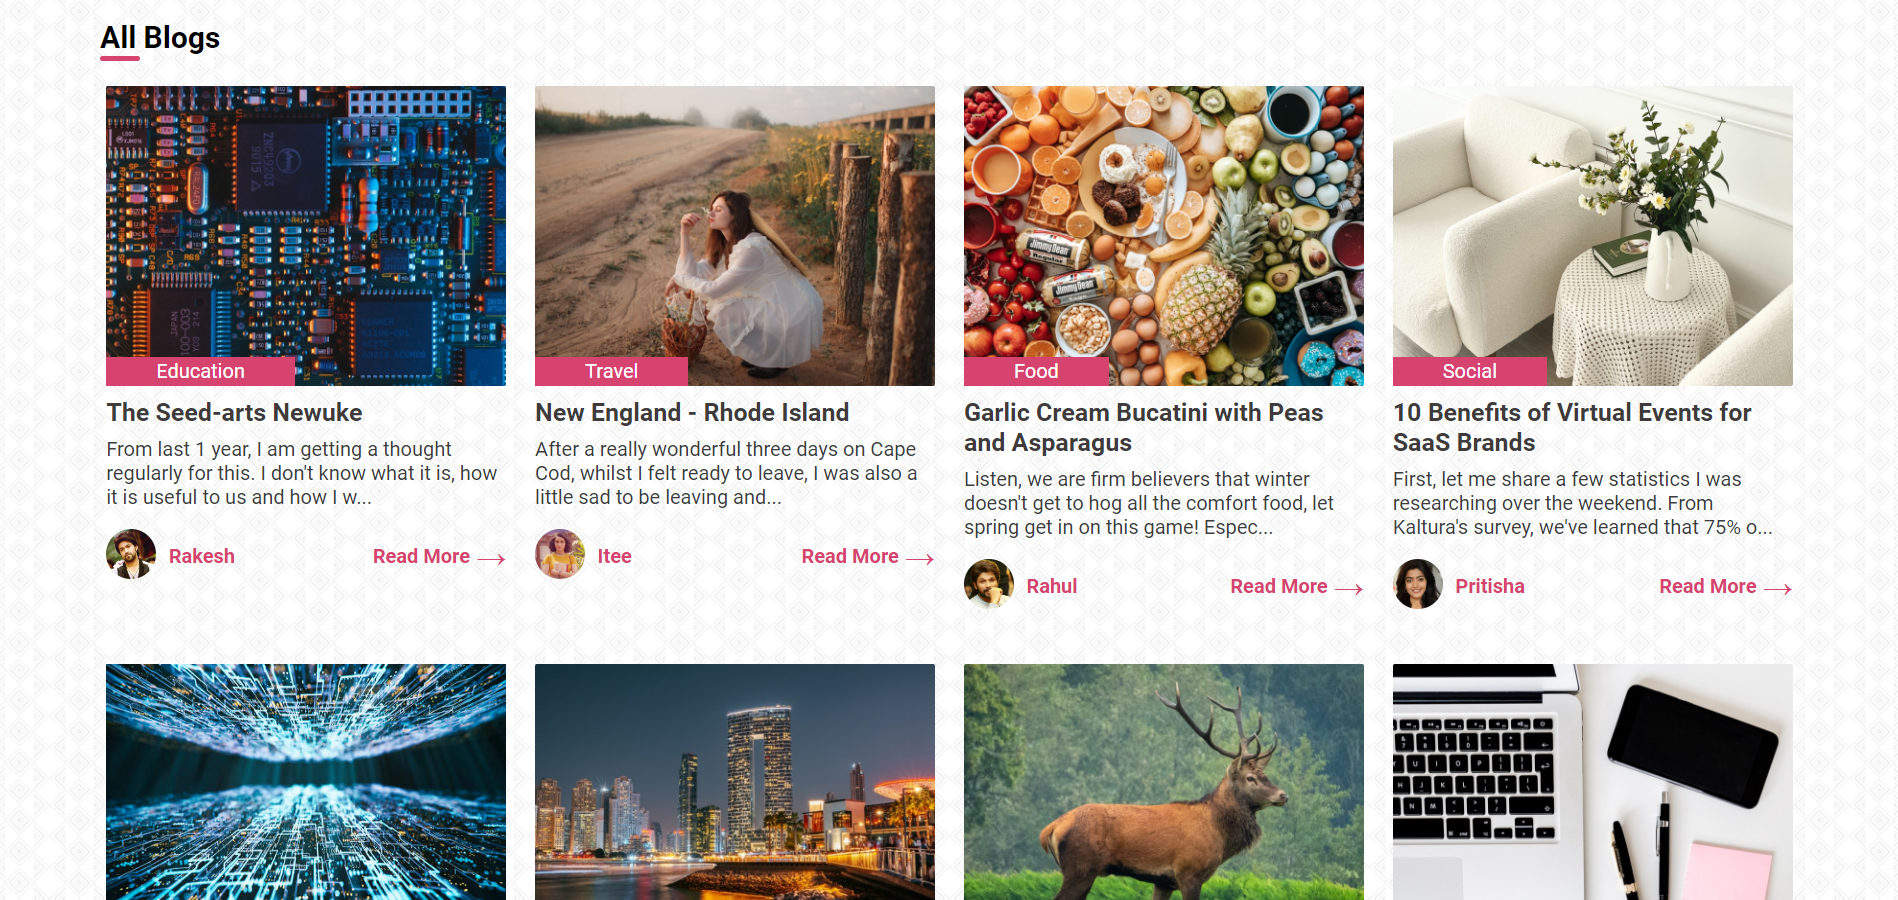 All Blogs
Education
The Seed-arts Newuke
From last 1 year, I am getting a thought
regularly for this. I don't know what it is, how
it is useful to us and how I w...
Rakesh
Read More
Travel
New England - Rhode Island
After a really wonderful three days on Cape
Cod, whilst I felt ready to leave, I was also a
little sad to be leaving and...
Itee
Read More
Jimmy Dean
Regular
Jimmy Dean
Food
Garlic Cream Bucatini with Peas
and Asparagus
Listen, we are firm believers that winter
doesn't get to hog all the comfort food, let
spring get in on this game! Espec...
Rahul
Read More
Social
10 Benefits of Virtual Events for
SaaS Brands
First, let me share a few statistics I was
researching over the weekend. From
Kaltura's survey, we've learned that 75% o...
Pritisha
Read More